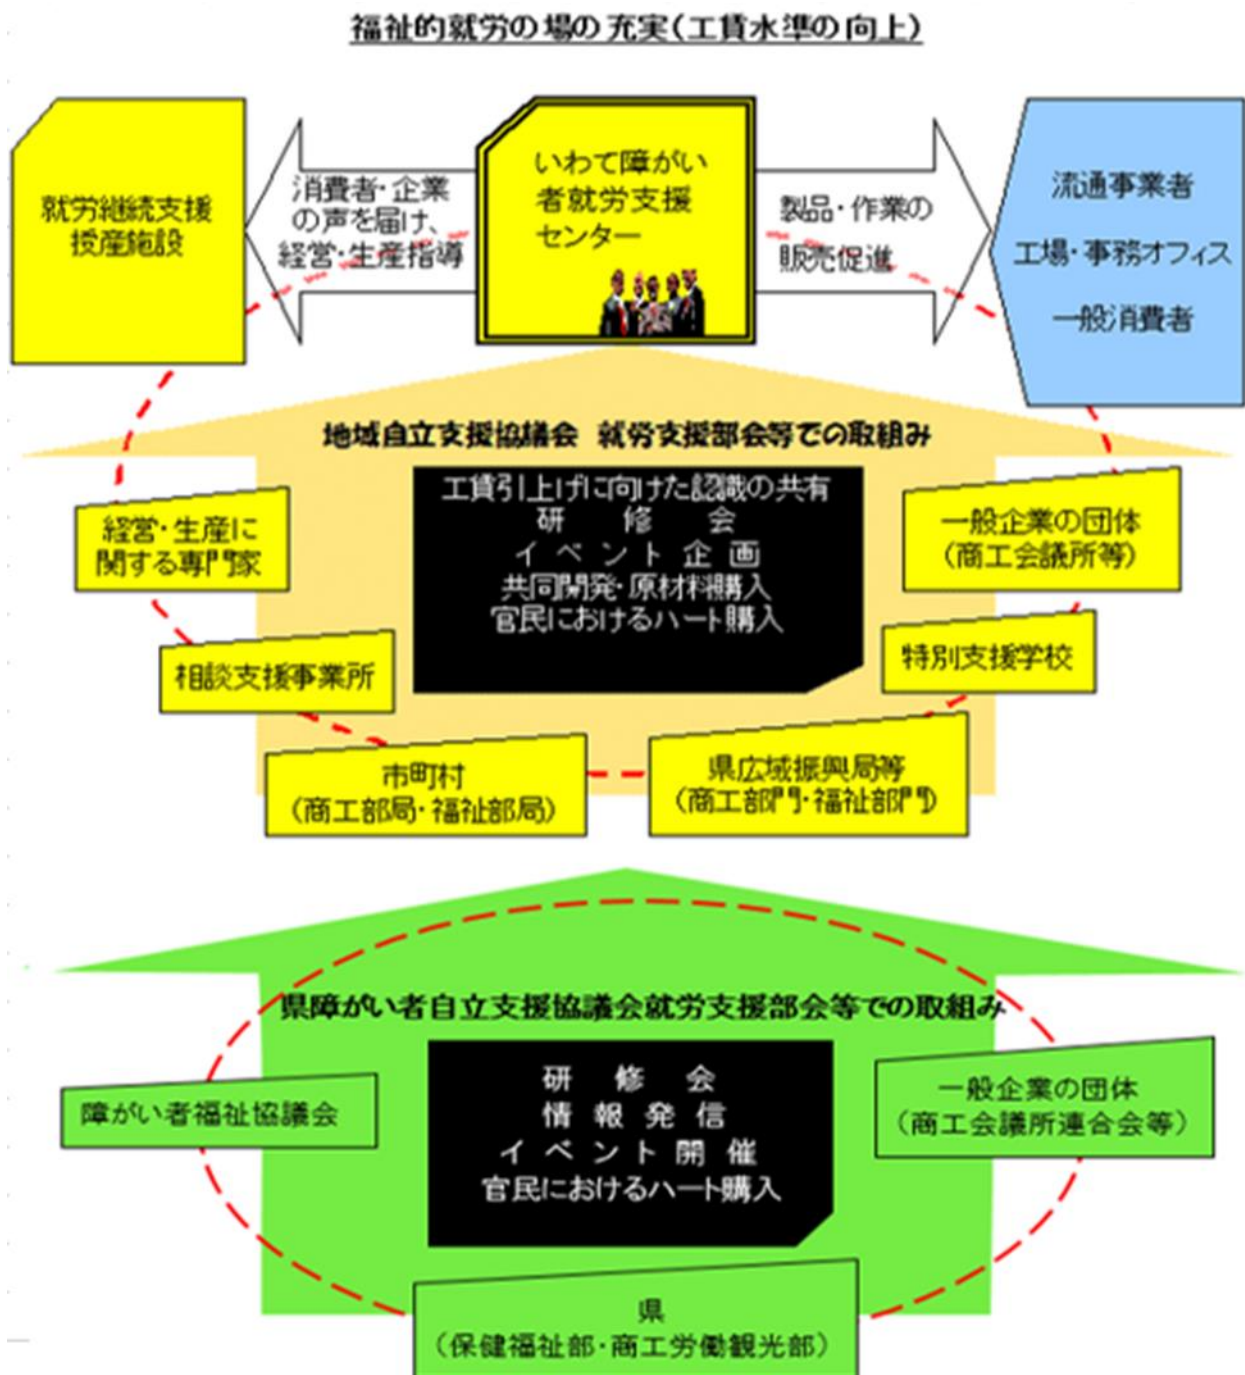 福祉的就労の場の充実(工賃水準の向上)
就労継続支援
授産施設
消費者・企業
の声を届け、
経営・生産指導
いわて障がい
者就労支援
センター
製品・作業の
販売促進
流通事業者
工場・事務オフィス
一般消費者
地域自立支援協議会 就労支援部会等での取組み
工賃引上げに向けた認識の共有
研 修 会
イ ベ ン ト 企 画
共同開発・原材料購入
官民におけるハート購入
経営・生産に
関する専門家
一般企業の団体
(商工会議所等)
相談支援事業所
特別支援学校
市町村
(商工部局・福祉部局)
県広域振興局等
(商工部門・福祉部門)
県障がい者自立支援協議会就労支援部会等での取組み
研 修 会
情 報 発 信
イ ベ ン ト 開 催
官民におけるハート購入
障がい者福祉協議会
一般企業の団体
(商工会議所連合会等)
県
(保健福祉部・商工労働観光部)